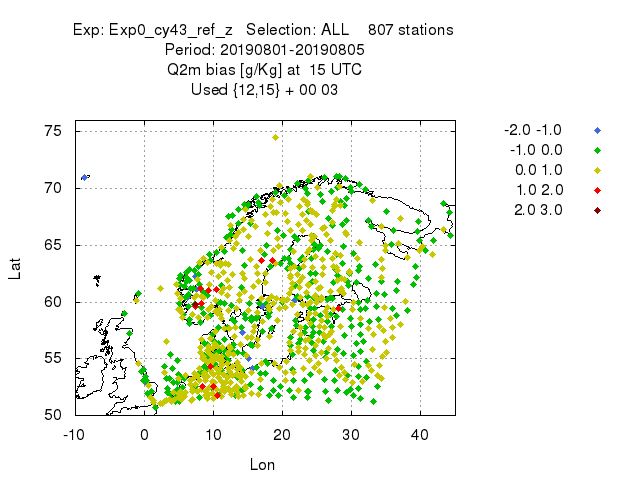 Exp: Exp0_cy43_ref_z   Selection: ALL    807 stations
Period: 20190801-20190805
Q2m bias [g/Kg] at  15 UTC
Used {12,15} + 00 03
-2.0 -1.0
-1.0 0.0
0.0 1.0
1.0 2.0
2.0 3.0
75
70
65
60
55
50
Lat
-10 0 10 20 30 40
Lon